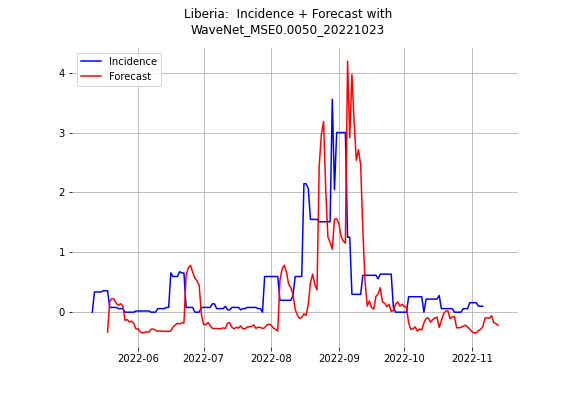 Liberia:  Incidence + Forecast with
WaveNet_MSE0.0050_20221023
Incidence
Forecast
4
3
2
1
0
2022-06 2022-07 2022-08 2022-09 2022-10 2022-11